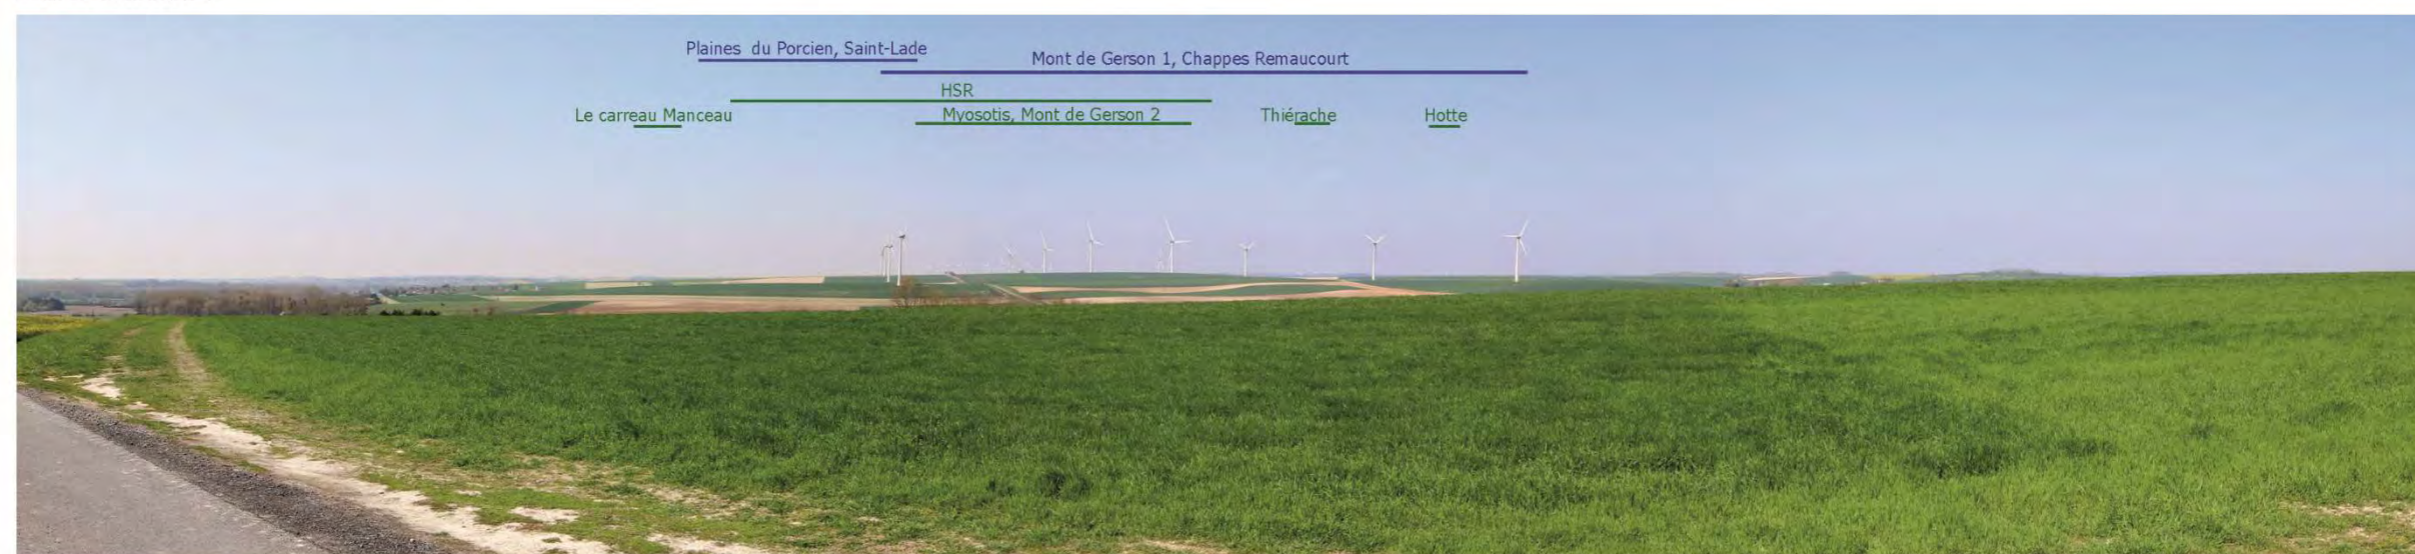 Plaines du Porcien, Saint-Lade
Mont de Gerson 1, Chappes Remaucourt
HSR
Le carreau Manceau
Myosotis, Mont de Gerson 2
Thiérache
Hotte